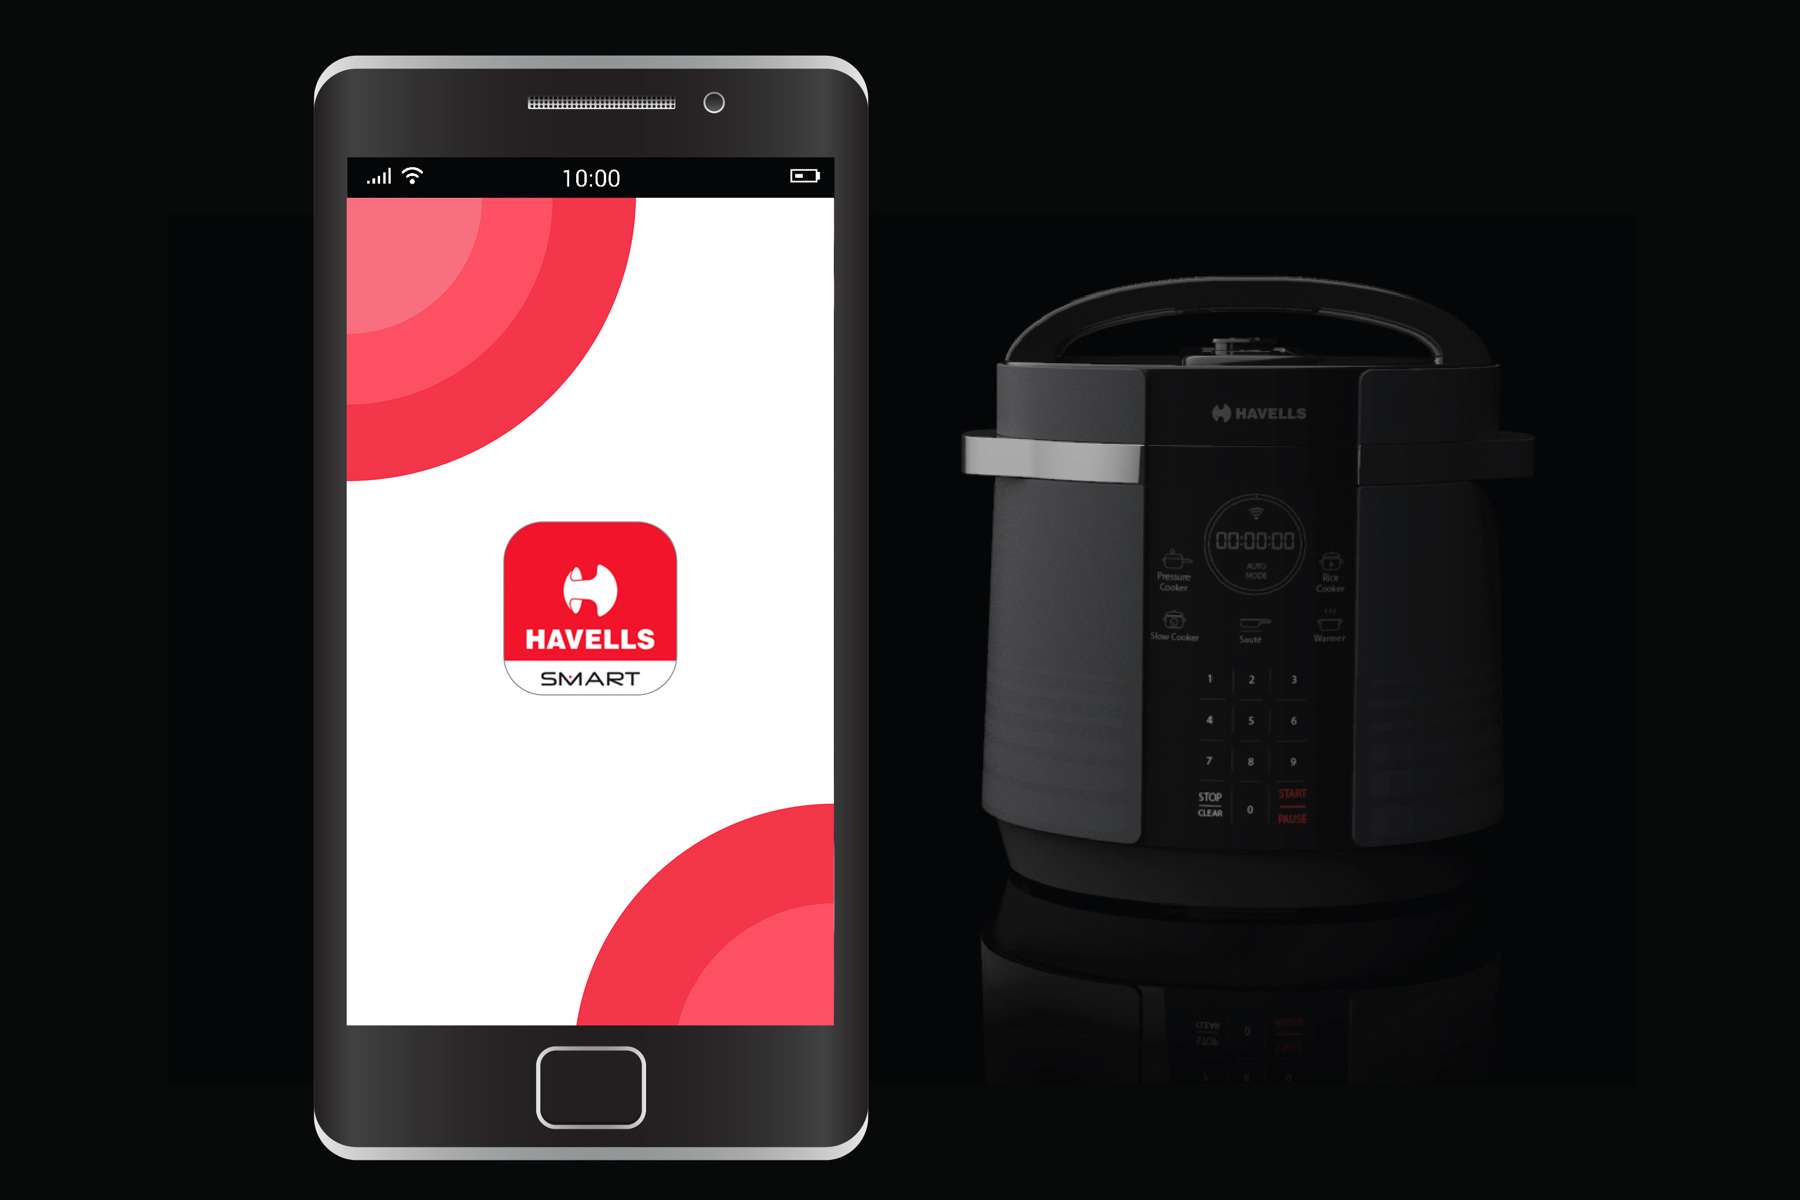 10:00
HAVELLS
SMART
HAVELLS
00:00:00
AUTO
MODE
Pressure
Cooker
Rice
Cooker
Slow Cooker
Sauté
Warmer
1 2 3
4 5 6
7 8 9
STOP
CLEAR
0
START
PAUSE